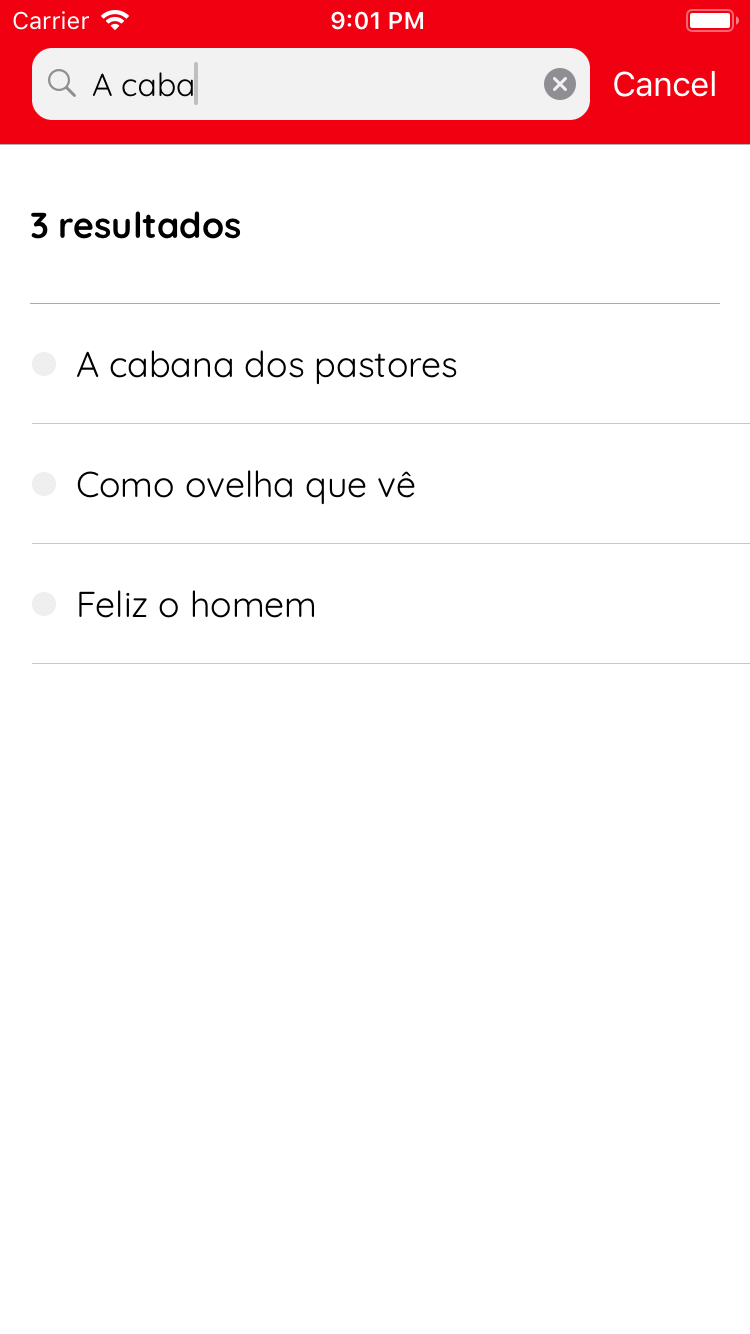 Carrier 9:01 PM
A caba Cancel
3 resultados
A cabana dos pastores
Como ovelha que vê
Feliz o homem